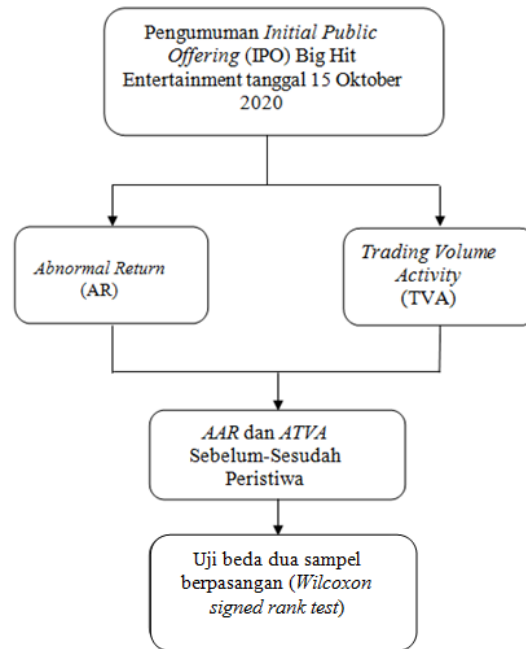 Pengumuman Initial Public
Offering (IPO) Big Hit
Entertainment tanggal 15 Oktober
2020
Abnormal Return
(AR)
Trading Volume
Activity
(TVA)
AAR dan ATVA
Sebelum-Sesudah
Peristiwa
Uji beda dua sampel
berpasangan (Wilcoxon
signed rank test)